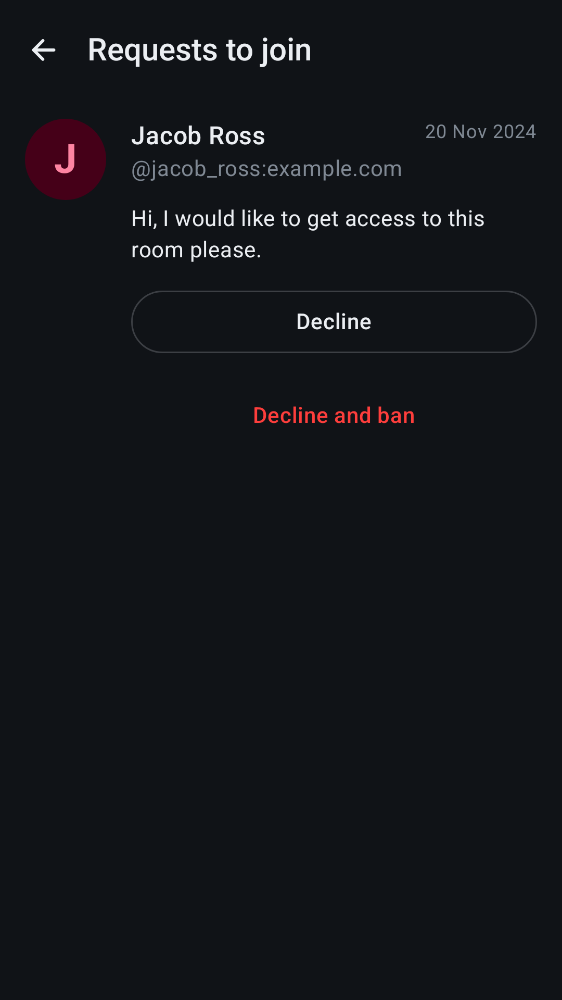 Requests to join
J
Jacob Ross
20 Nov 2024
@jacob_ross:example.com
Hi, I would like to get access to this
room please.
Decline
Decline and ban